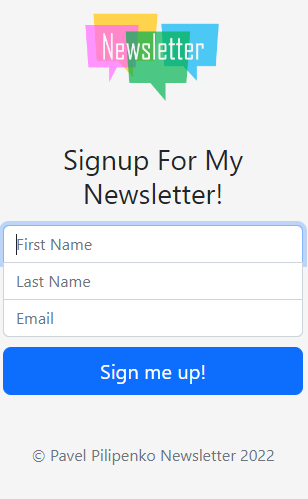 Newsletter
Signup For My
Newsletter!
First Name
Last Name
Email
Sign me up!
© Pavel Pilipenko Newsletter 2022